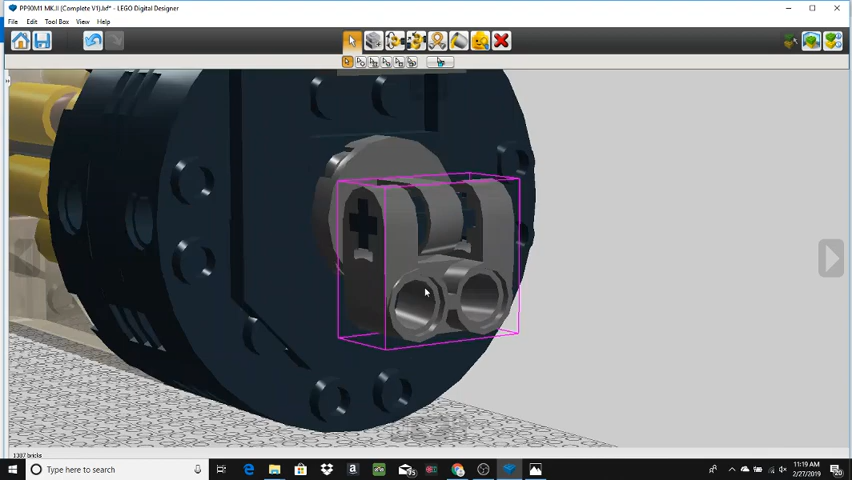 PP90M1 MK.II (Complete V1).lxf* - LEGO Digital Designer
File Edit Tool Box View Help
1387 bricks
Type here to search
11:19 AM
2/27/2019